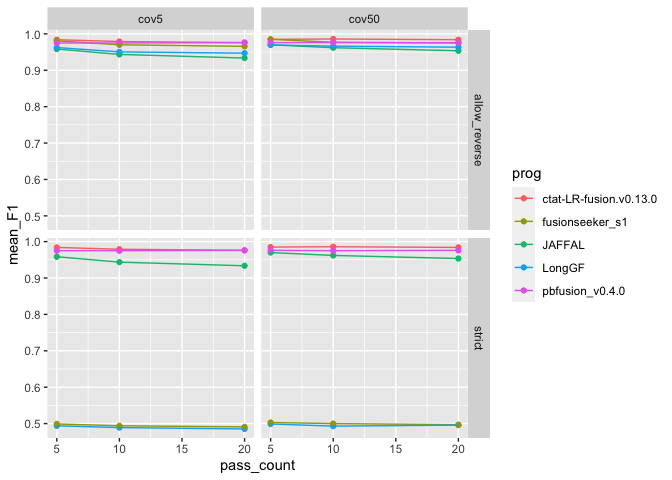 cov5
cov50
1.0
0.9
0.8
0.7
0.6
0.5
allow_reverse
1.0
0.9
0.8
0.7
0.6
0.5
strict
5
10
15
20
5
10
15
20
pass_count
mean_F1
prog
ctat-LR-fusion.v0.13.0
fusionseeker_s1
JAFFAL
LongGF
pbfusion_v0.4.0